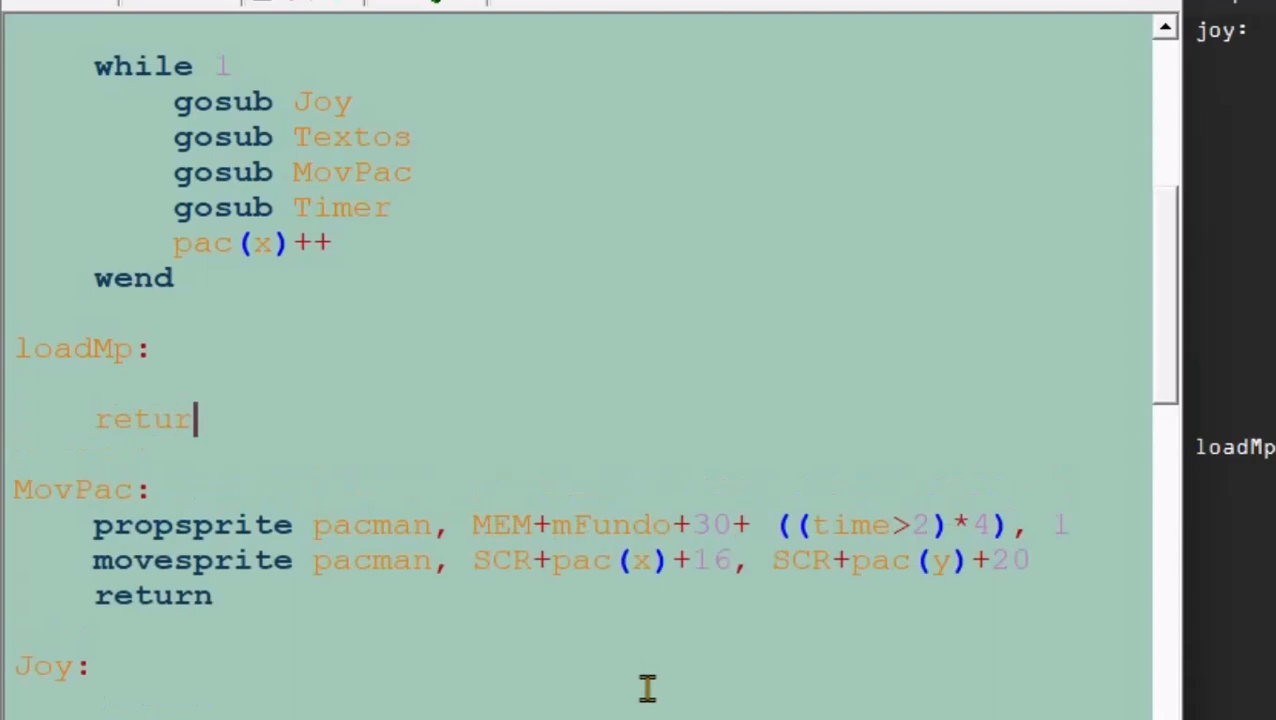 while 1
gosub Joy
gosub Textos
gosub MovPac
gosub Timer
pac(x)++
wend
loadMp:
retur
MovPac:
propsprite pacman, MEM+mFundo+30+ ((time>2)*4), 1
movesprite pacman, SCR+pac(x)+16, SCR+pac(y)+20
return
Joy:
joy:
loadMp